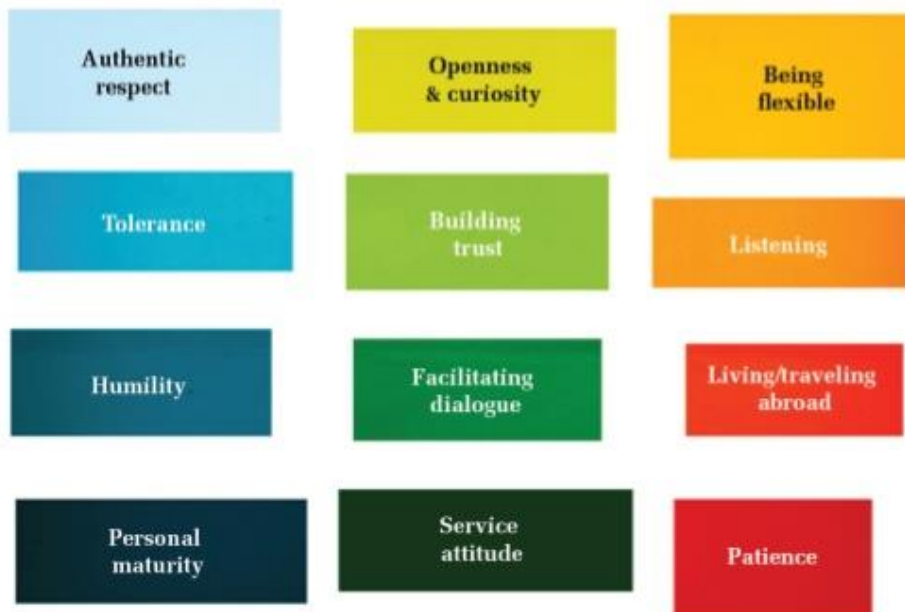 Authentic
respect
Openness
& curiosity
Being
flexible
Tolerance
Building
trust
Listening
Humility
Facilitating
dialogue
Living/traveling
abroad
Personal
maturity
Service
attitude
Patience